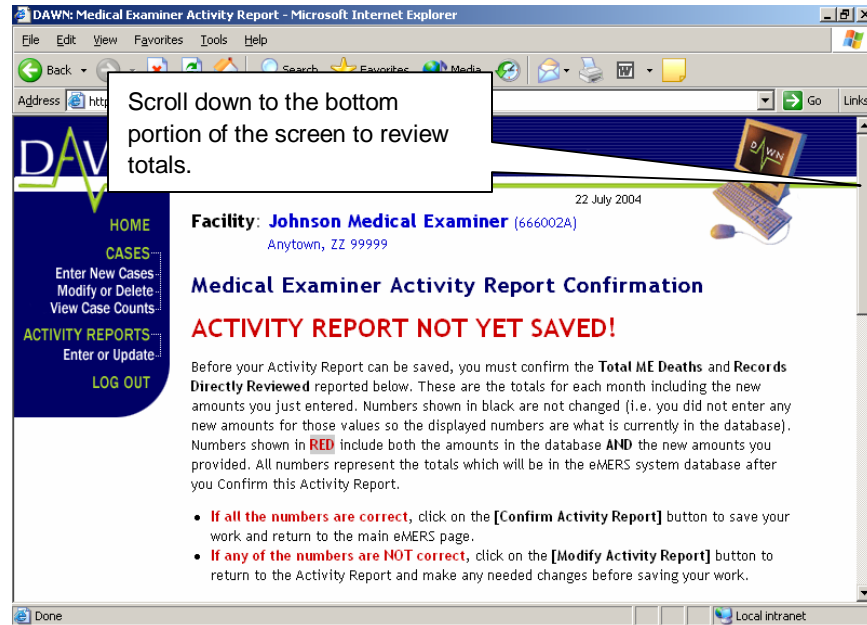 DAWN: Medical Examiner Activity Report - Microsoft Internet Explorer
File Edit View Favorites Tools Help
Back Search Favorites Media
Address http Go Links
Scroll down to the bottom
portion of the screen to review
totals.
DAWN
22 July 2004
Facility: Johnson Medical Examiner (666002A)
Anytown, ZZ 99999
HOME
CASES
Enter New Cases
Modify or Delete
View Case Counts
ACTIVITY REPORTS
Enter or Update
LOG OUT
Medical Examiner Activity Report Confirmation
ACTIVITY REPORT NOT YET SAVED!
Before your Activity Report can be saved, you must confirm the Total ME Deaths and Records
Directly Reviewed reported below. These are the totals for each month including the new
amounts you just entered. Numbers shown in black are not changed (i.e. you did not enter any
new amounts for those values so the displayed numbers are what is currently in the database).
Numbers shown in RED include both the amounts in the database AND the new amounts you
provided. All numbers represent the totals which will be in the eMERS system database after
you Confirm this Activity Report.
• If all the numbers are correct, click on the [Confirm Activity Report] button to save your
work and return to the main eMERS page.
• If any of the numbers are NOT correct, click on the [Modify Activity Report] button to
return to the Activity Report and make any needed changes before saving your work.
Done Local intranet